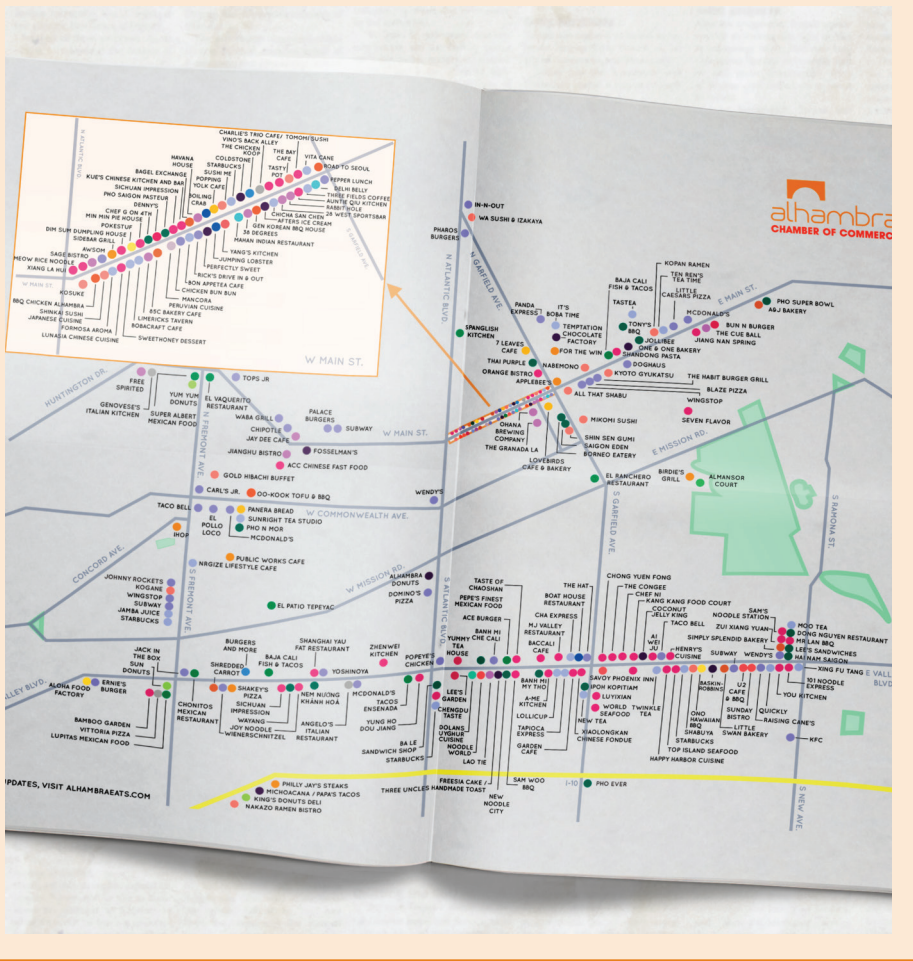 CHARLIE'S TRIO CAFE/ TOMOMI SUSHI
VINO'S BACK ALLEY
THE CHICKEN
KOOP
THE BAY
CAFE
COLDSTONE
STARBUCKS
TASTY
POT
VITA CANE
ROAD TO SEOUL
HAVANA
HOUSE
SUSHI ME
POPPING
YOLK CAFE
BAGEL EXCHANGE
KUE'S CHINESE KITCHEN AND BAR
BOILING
CRAB
SICHUAN IMPRESSION
PHO SAIGON PASTEUR
DENNY'S
CHEF G ON 4TH
MIN MIN PIE HOUSE
POKESTUF
DIM SUM DUMPLING HOUSE
SIDEBAR GRILL
AWSOM
SAGE BISTRO
MEOW RICE NOODLE
XIANG LA HUI
N ATLANTIC BLVD.
S GARFIELD AVE.
W MAIN ST.
PEPPER LUNCH
DELHI BELLY
THREE FIELDS COFFEE
AUNTIE QIU KITCHEN
RABBIT HOLE
28 WEST SPORTSBAR
CHICHA SAN CHEN
AFTERS ICE CREAM
GEN KOREAN BBQ HOUSE
38 DEGREES
MAHAN INDIAN RESTAURANT
YANG'S KITCHEN
JUMPING LOBSTER
PERFECTLY SWEET
RICK'S DRIVE IN & OUT
BON APPETEA CAFE
CHICKEN BUN BUN
MANCORA
PERUVIAN CUISINE
85C BAKERY CAFE
LIMERICKS TAVERN
BOBACRAFT CAFE
SWEETHONEY DESSERT
KOSUKE
BBQ CHICKEN ALHAMBRA
SHINKAI SUSHI
JAPANESE CUISINE
FORMOSA AROMA
LUNASIA CHINESE CUISINE
W MAIN ST.
alhambra
CHAMBER OF COMMERC
IN-N-OUT
WA SUSHI & IZAKAYA
PHAROS
BURGERS
N GARFIELD AVE.
N ATLANTIC BLVD.
KOPAN RAMEN
TEN REN'S
TEA TIME
LITTLE
CAESARS PIZZA
BAJA CALI
FISH & TACOS
TASTEA
MCDONALD'S
E MAIN ST.
PHO SUPER BOWL
A&J BAKERY
BUN N BURGER
THE CUE BALL
JIANG NAN SPRING
PANDA
EXPRESS
IT'S
BOBA TIME
TEMPTATION
CHOCOLATE
FACTORY
TONY'S
BBQ
JOLLIBEE
ONE & ONE BAKERY
SHANDONG PASTA
DOGHAUS
SPANGLISH
KITCHEN
7 LEAVES
CAFE
FOR THE WIN
THAI PURPLE
NABEMONO
ORANGE BISTRO
APPLEBEE'S
KYOTO GYUKATSU
THE HABIT BURGER GRILL
BLAZE PIZZA
WINGSTOP
ALL THAT SHABU
SEVEN FLAVOR
OHANA
BREWING
COMPANY
THE GRANADA LA
MIKOMI SUSHI
SHIN SEN GUMI
SAIGON EDEN
BORNEO EATERY
LOVEBIRDS
CAFE & BAKERY
E MISSION RD.
EL RANCHERO
RESTAURANT
BIRDIE'S
GRILL
ALMANSOR
COURT
S RAMONA ST.
S GARFIELD AVE.
HUNTINGTON DR.
FREE
SPIRITED
GENOVESE'S
ITALIAN KITCHEN
YUM YUM
DONUTS
SUPER ALBERT
MEXICAN FOOD
EL VAQUERITO
RESTAURANT
TOPS JR
WABA GRILL
PALACE
BURGERS
SUBWAY
CHIPOTLE
JAY DEE CAFE
JIANGHU BISTRO
FOSSELMAN'S
ACC CHINESE FAST FOOD
GOLD HIBACHI BUFFET
W MAIN ST.
N FREMONT AVE.
CARL'S JR.
OO-KOOK TOFU & BBQ
WENDY'S
TACO BELL
PANERA BREAD
SUNRIGHT TEA STUDIO
PHO N MOR
MCDONALD'S
EL
POLLO
LOCO
W COMMONWEALTH AVE.
IHOP
CONCORD AVE.
PUBLIC WORKS CAFE
NRGIZE LIFESTYLE CAFE
W MISSION RD.
JOHNNY ROCKETS
KOGANE
WINGSTOP
SUBWAY
JAMBA JUICE
STARBUCKS
S FREMONT AVE.
EL PATIO TEPEYAC
ALHAMBRA
DONUTS
DOMINO'S
PIZZA
S ATLANTIC BLVD.
TASTE OF
CHAOSHAN
PEPE'S FINEST
MEXICAN FOOD
ACE BURGER
BANH MI
CHE CALI
YUMMY
TEA
HOUSE
THE HAT
BOAT HOUSE
RESTAURANT
CHA EXPRESS
MJ VALLEY
RESTAURANT
BACCALI
CAFE
CHONG YUEN FONG
THE CONGEE
CHEF NI
KANG KANG FOOD COURT
COCONUT
JELLY KING
TACO BELL
AI
WEI
JU
HENRY'S
CUISINE
SAM'S
NOODLE STATION
ZUI XIANG YUAN
SIMPLY SPLENDID BAKERY
SUBWAY
WENDY'S
MOO TEA
DONG NGUYEN RESTAURANT
MR LAN BBQ
LEE'S SANDWICHES
HAI NAM SAIGON
XING FU TANG
E VALLEY
BLVD
101 NOODLE
EXPRESS
YOU KITCHEN
JACK IN
THE BOX
SUN
DONUTS
BURGERS
AND MORE
SHREDDED
CARROT
BAJA CALI
FISH & TACOS
SHANGHAI YAU
FAT RESTAURANT
YOSHINOYA
ZHENWEI
KITCHEN
POPEYE'S
CHICKEN
ALLEY BLVD.
ALOHA FOOD
FACTORY
ERNIE'S
BURGER
CHONITOS
MEXICAN
RESTAURANT
SHAKEY'S
PIZZA
SICHUAN
IMPRESSION
WAYANG
JOY NOODLE
WIENERSCHNITZEL
NEM NUONG
KHÁNH HOÀ
ANGELO'S
ITALIAN
RESTAURANT
MCDONALD'S
TACOS
ENSENADA
YUNG HO
DOU JIANG
BAMBOO GARDEN
VITTORIA PIZZA
LUPITAS MEXICAN FOOD
BA LE
SANDWICH SHOP
STARBUCKS
LEE'S
GARDEN
CHENGDU
TASTE
DOLANS
UYGHUR
CUISINE
NOODLE
WORLD
LAO TIE
BANH MI
MY THO
A-ME
KITCHEN
LOLLICUP
TAPIOCA
EXPRESS
GARDEN
CAFE
SAVOY
IPOH KOPITIAM
LUYIXIAN
WORLD
SEAFOOD
NEW TEA
XIAOLONGKAN
CHINESE FONDUE
PHOENIX INN
TWINKLE
TEA
BASKIN-
ROBBINS
ONO
HAWAIIAN
BBQ
SHABUYA
STARBUCKS
TOP ISLAND SEAFOOD
HAPPY HARBOR CUISINE
U2
CAFE
& BBQ
SUNDAY
BISTRO
LITTLE
SWAN BAKERY
QUICKLY
RAISING CANE'S
KFC
FREESIA CAKE /
THREE UNCLES HANDMADE TOAST
NEW
NOODLE
CITY
SAM WOO
BBQ
I-10
PHO EVER
S NEW AVE.
PHILLY JAY'S STEAKS
MICHOACANA / PAPA'S TACOS
KING'S DONUTS DELI
NAKAZO RAMEN BISTRO
UPDATES, VISIT ALHAMBRAEATS.COM